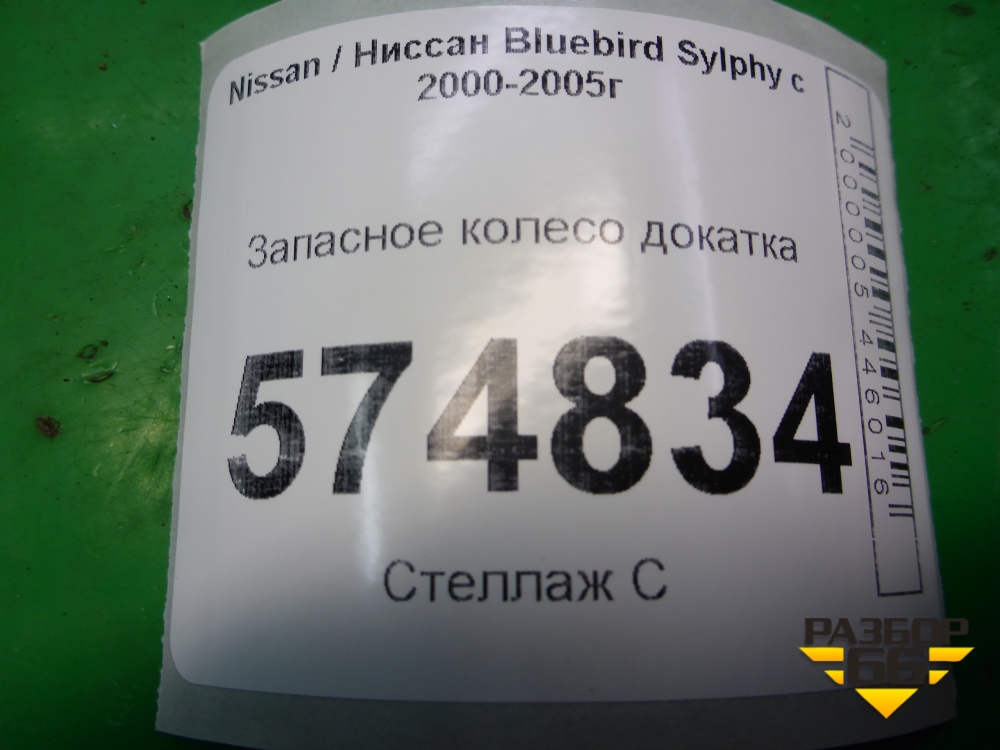 Nissan / Ниссан Bluebird Sylphy с
2000-2005г
Запасное колесо докатка
574834
Стеллаж С
2000005446016
РАЗБОР
66